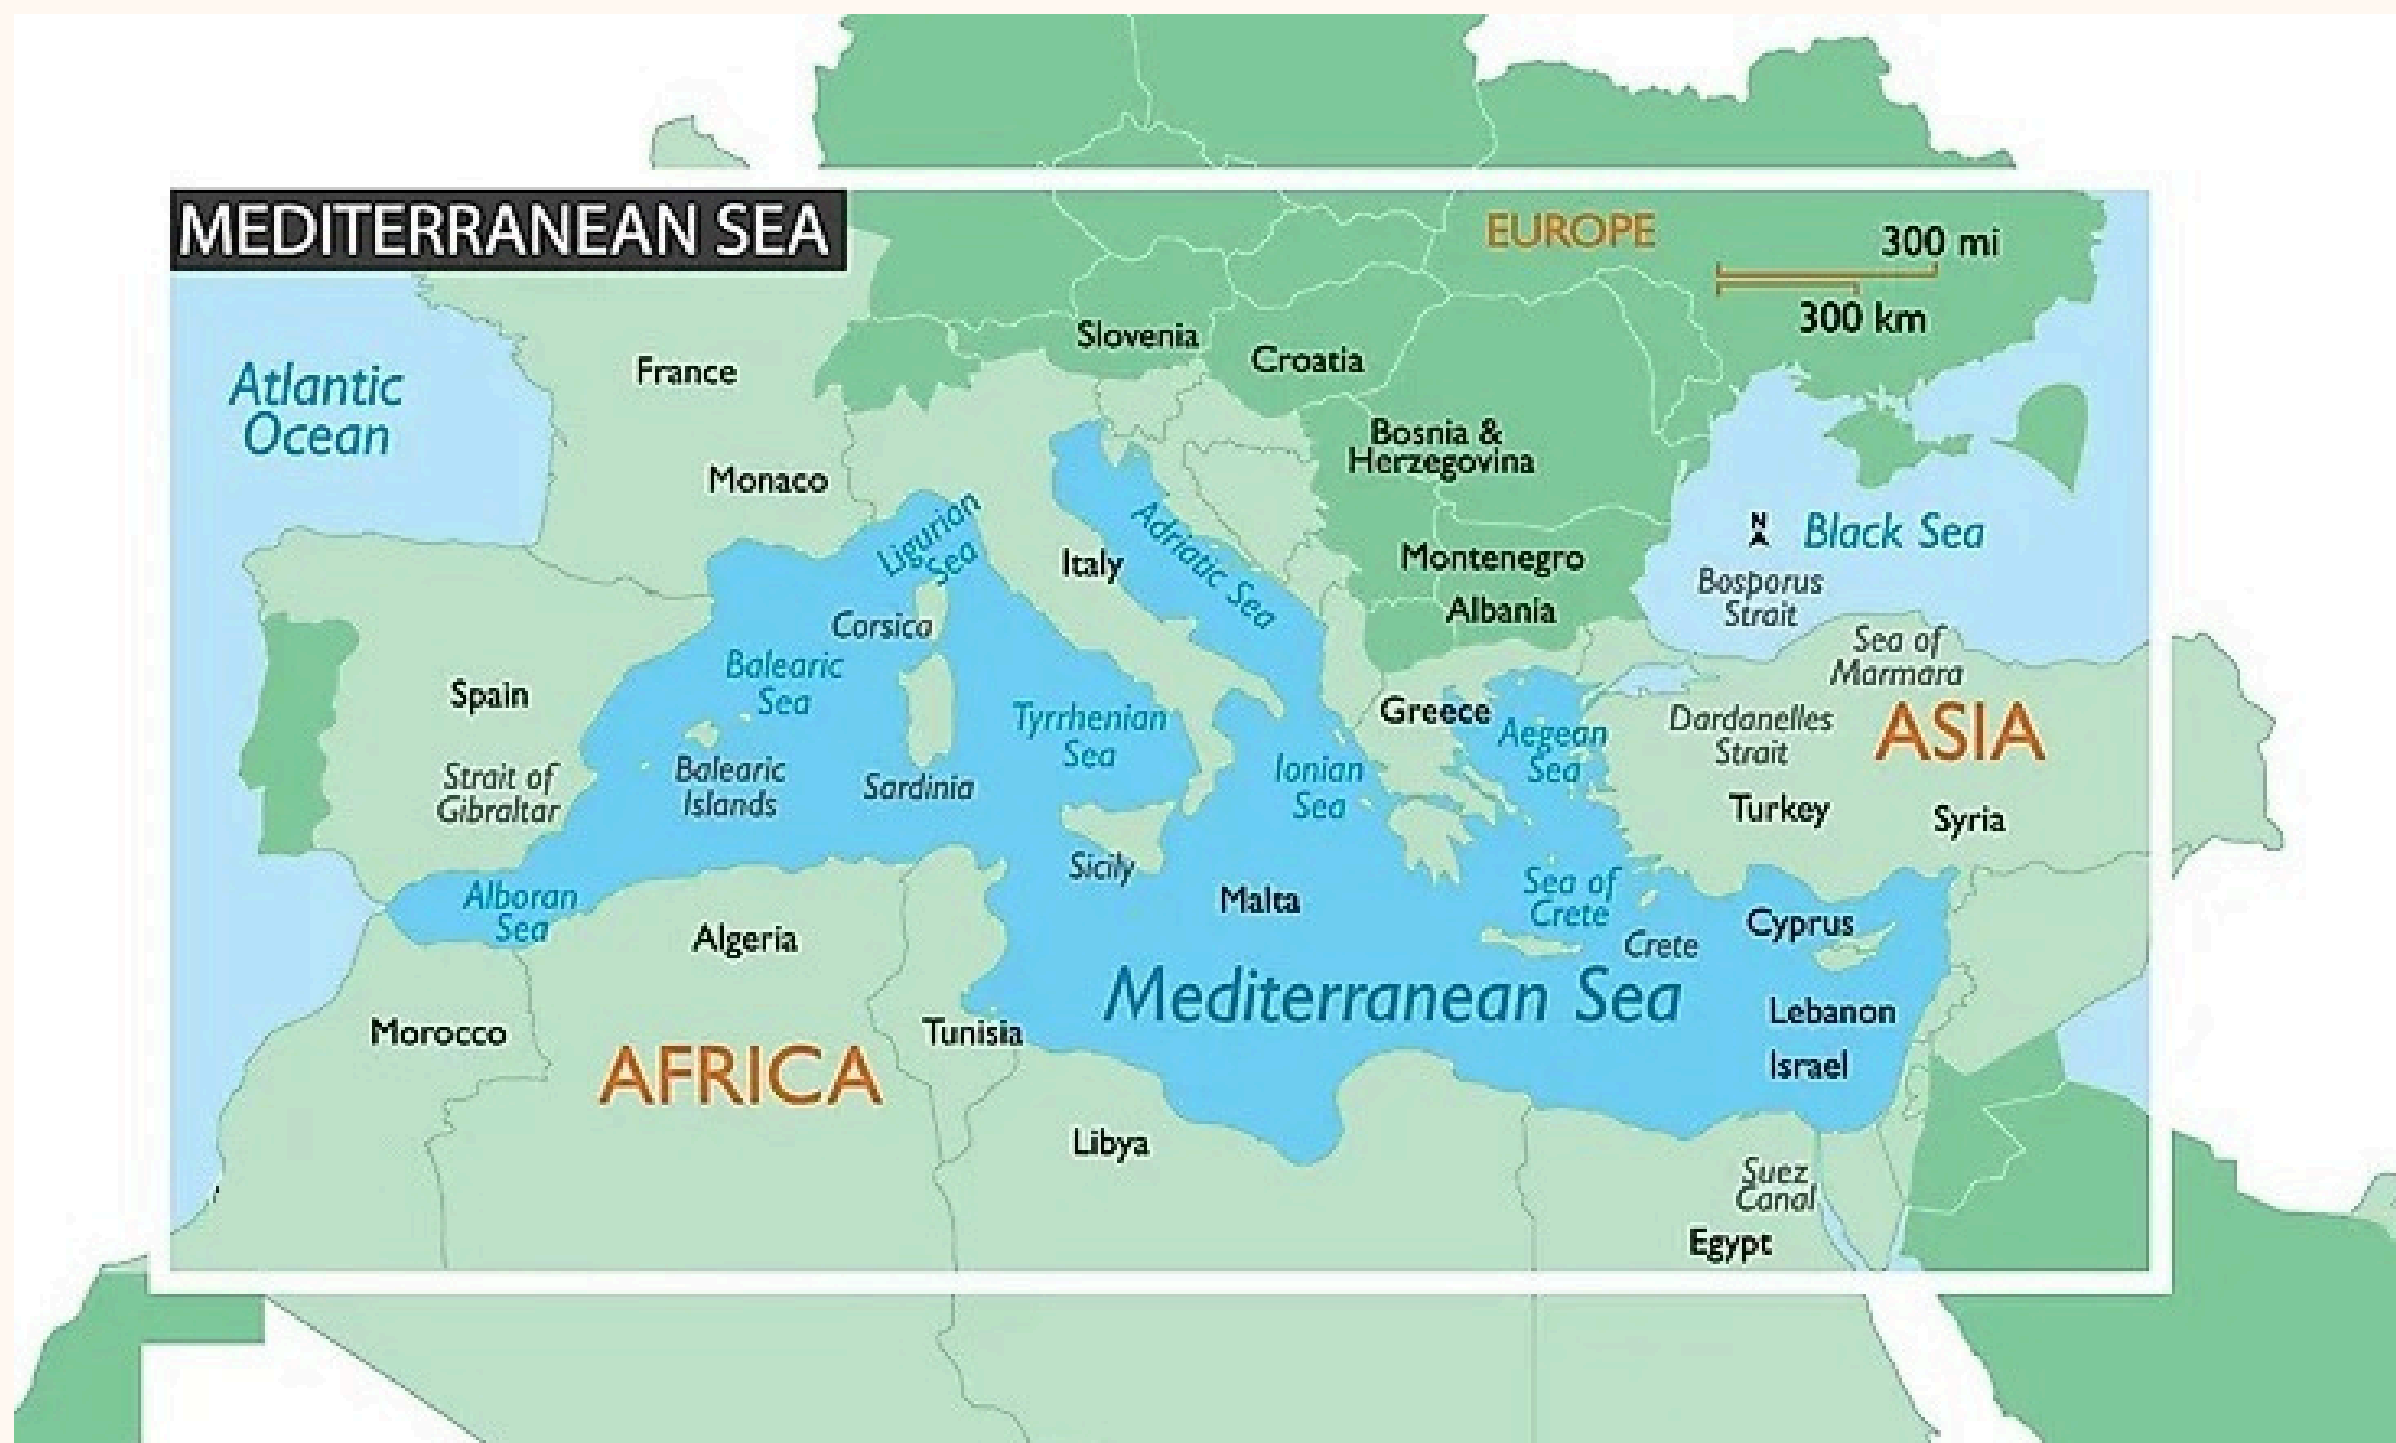 MEDITERRANEAN SEA
EUROPE
300 mi
300 km
Slovenia
Croatia
France
Atlantic
Ocean
Monaco
Bosnia &
Herzegovina
Ligurian
Sea
Adriatic Sea
Italy
N
Black Sea
Montenegro
Albania
Bosporus
Strait
Corsica
Sea of
Marmara
Balearic
Sea
Spain
Tyrrhenian
Sea
Greece
Aegean
Sea
Dardanelles
Strait
ASIA
Strait of
Gibraltar
Balearic
Islands
Sardinia
Ionian
Sea
Turkey
Syria
Sicily
Alboran
Sea
Malta
Sea of
Crete
Cyprus
Algeria
Crete
Mediterranean Sea
Lebanon
Morocco
Tunisia
AFRICA
Israel
Libya
Suez
Canal
Egypt